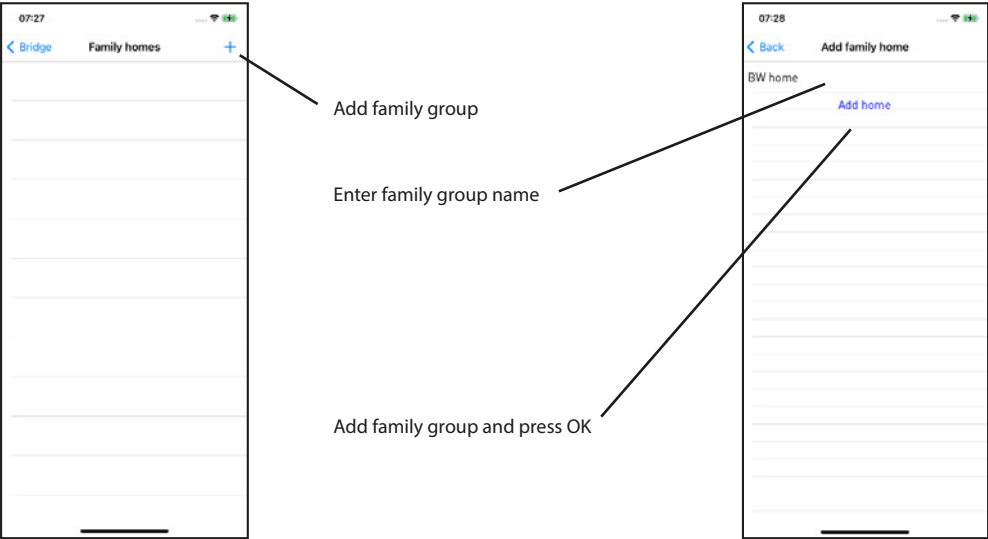 07:27
Bridge Family homes +
Add family group
Enter family group name
Add family group and press OK
07:28
Back Add family home
BW home
Add home